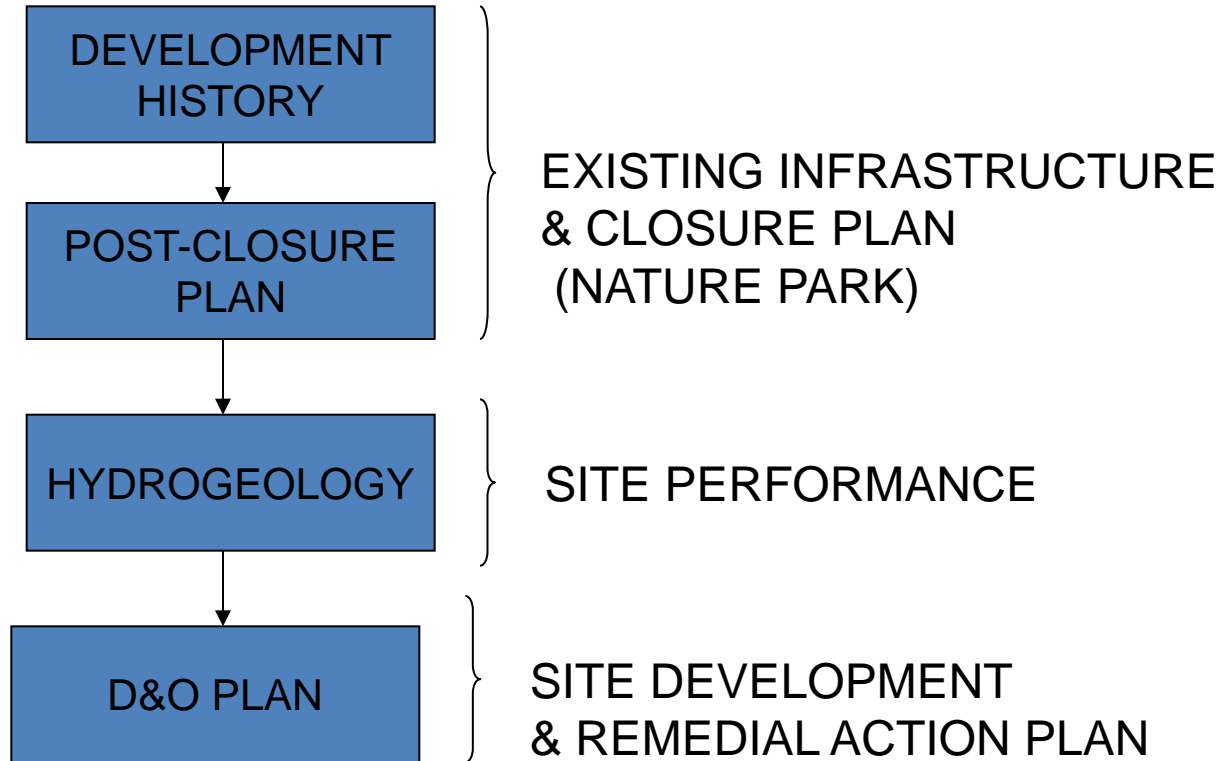 DEVELOPMENT
HISTORY
POST-CLOSURE
PLAN
EXISTING INFRASTRUCTURE
& CLOSURE PLAN
(NATURE PARK)
HYDROGEOLOGY
SITE PERFORMANCE
D&O PLAN
SITE DEVELOPMENT
& REMEDIAL ACTION PLAN